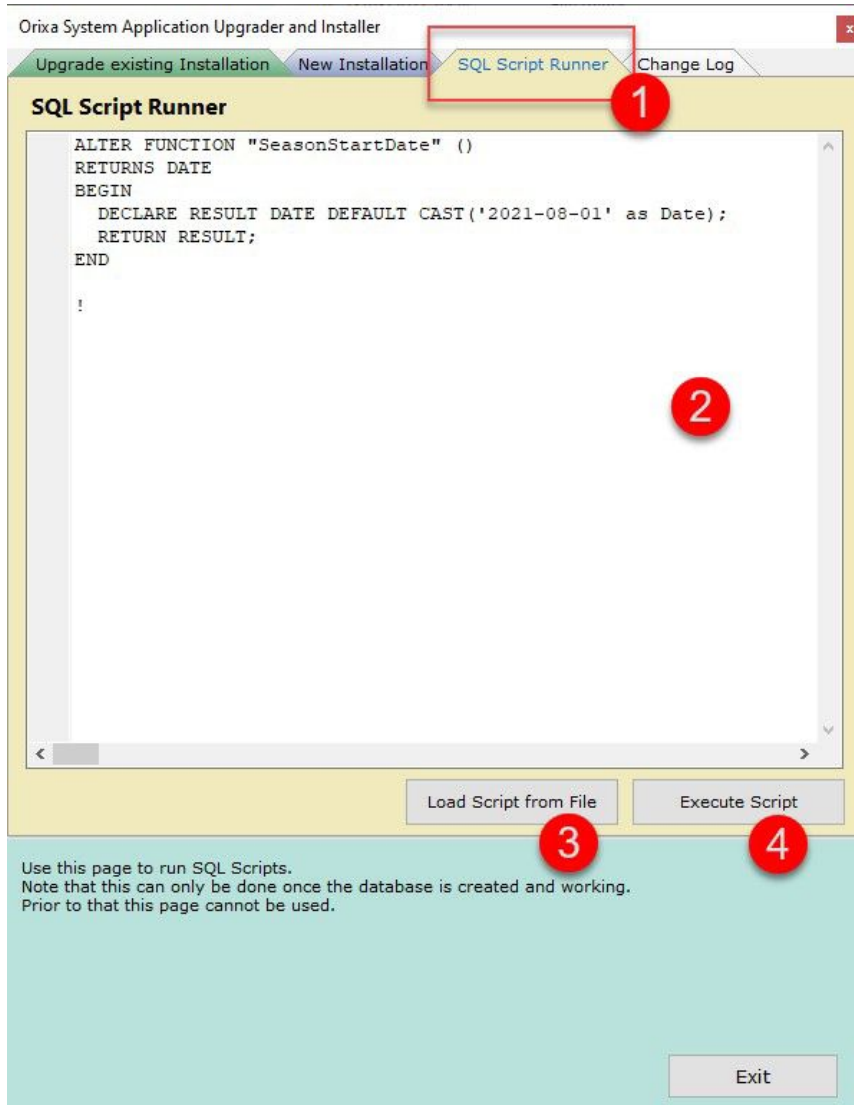 Orixa System Application Upgrader and Installer
x
Upgrade existing Installation New Installation SQL Script Runner Change Log
1
SQL Script Runner
ALTER FUNCTION "SeasonStartDate" ()
RETURNS DATE
BEGIN
  DECLARE RESULT DATE DEFAULT CAST('2021-08-01' as Date);
  RETURN RESULT;
END
!
2
Load Script from File Execute Script
3 4
Use this page to run SQL Scripts.
Note that this can only be done once the database is created and working.
Prior to that this page cannot be used.
Exit